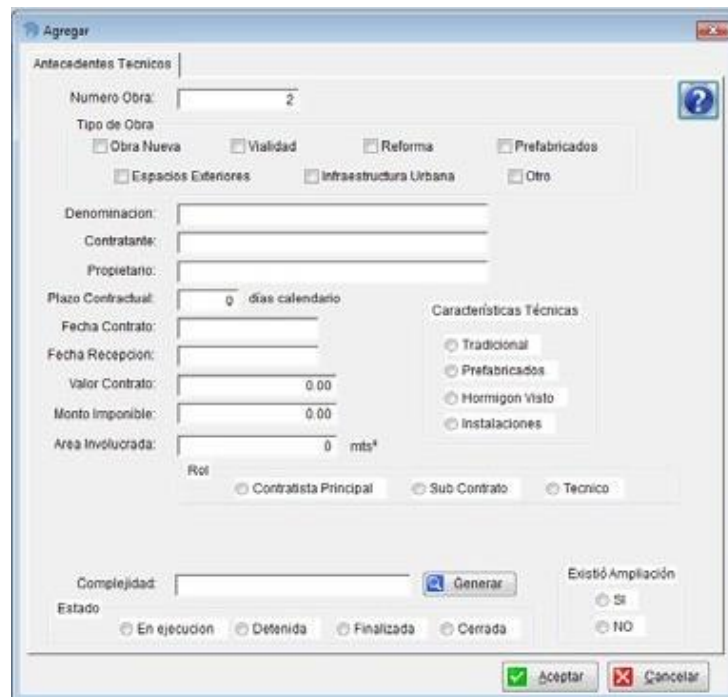 Agregar
Antecedentes Tecnicos
Numero Obra: 2
Tipo de Obra
Obra Nueva Vialidad Reforma Prefabricados
Espacios Exteriores Infraestructura Urbana Otro
Denominacion:
Contratante:
Propietario:
Plazo Contractual: 0 días calendario
Características Técnicas
Fecha Contrato:
Tradicional
Fecha Recepcion:
Prefabricados
Valor Contrato: 0.00
Hormigon Visto
Monto Imponible: 0.00
Instalaciones
Area Involucrada: 0 mts²
Rol
Contratista Principal Sub Contrato Tecnico
Existió Ampliación
Complejidad: Generar
SI
Estado
En ejecucion Detenida Finalizada Cerrada
NO
Aceptar Cancelar